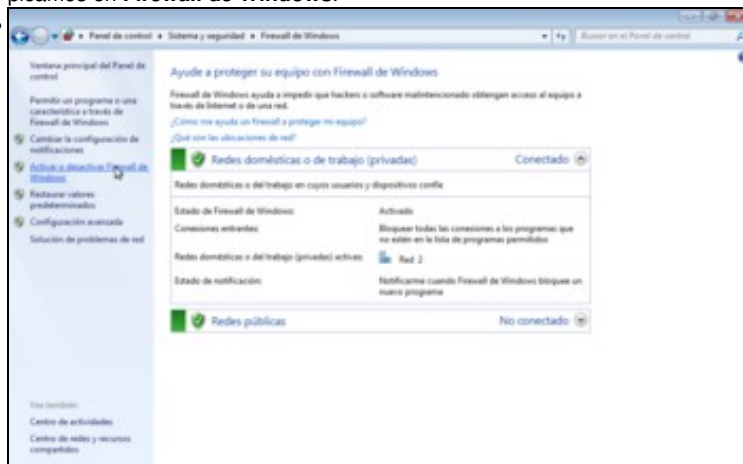 picamos en Firewall de Windows.
Panel de control ▸ Sistema y seguridad ▸ Firewall de Windows
Buscar en el Panel de control
Ventana principal del Panel de
control
Permitir un programa o una
característica a través de
Firewall de Windows
Cambiar la configuración de
notificaciones
Activar o desactivar Firewall de
Windows
Restaurar valores
predeterminados
Configuración avanzada
Solución de problemas de red
Ayude a proteger su equipo con Firewall de Windows
Firewall de Windows ayuda a impedir que hackers o software malintencionado obtengan acceso al equipo a
través de Internet o de una red.
¿Cómo me ayuda un firewall a proteger mi equipo?
¿Qué son las ubicaciones de red?
Redes domésticas o de trabajo (privadas) Conectado
Redes domésticas o del trabajo en cuyos usuarios y dispositivos confía
Estado de Firewall de Windows: Activado
Conexiones entrantes: Bloquear todas las conexiones a los programas que
no estén en la lista de programas permitidos
Redes domésticas o del trabajo (privadas) activas: Red 2
Estado de notificación: Notificarme cuando Firewall de Windows bloquee un
nuevo programa
Redes públicas No conectado
Vea también
Centro de actividades
Centro de redes y recursos
compartidos